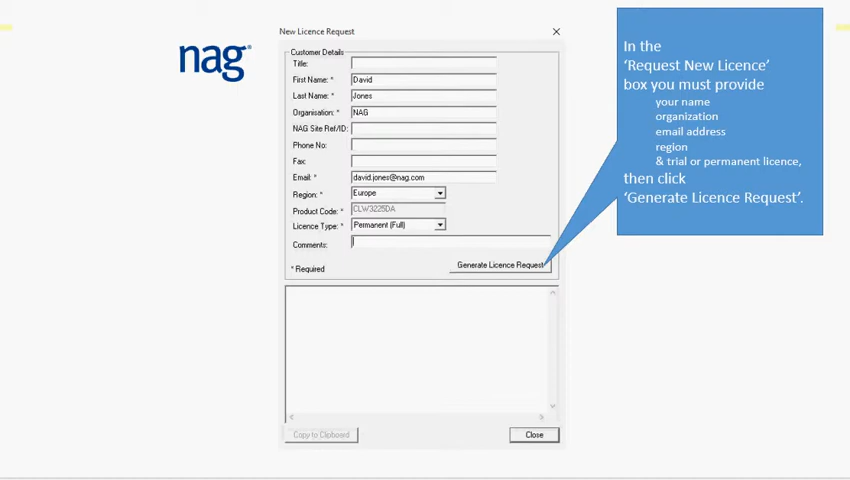 nag®
New Licence Request
Customer Details
Title:
First Name: * David
Last Name: * Jones
Organisation: * NAG
NAG Site Ref/ID:
Phone No:
Fax:
Email: * david.jones@nag.com
Region: * Europe
Product Code: * CLW3225DA
Licence Type: * Permanent (Full)
Comments:
* Required
Generate Licence Request
Copy to Clipboard
Close
In the
‘Request New Licence’
box you must provide
your name
organization
email address
region
& trial or permanent licence,
then click
‘Generate Licence Request’.